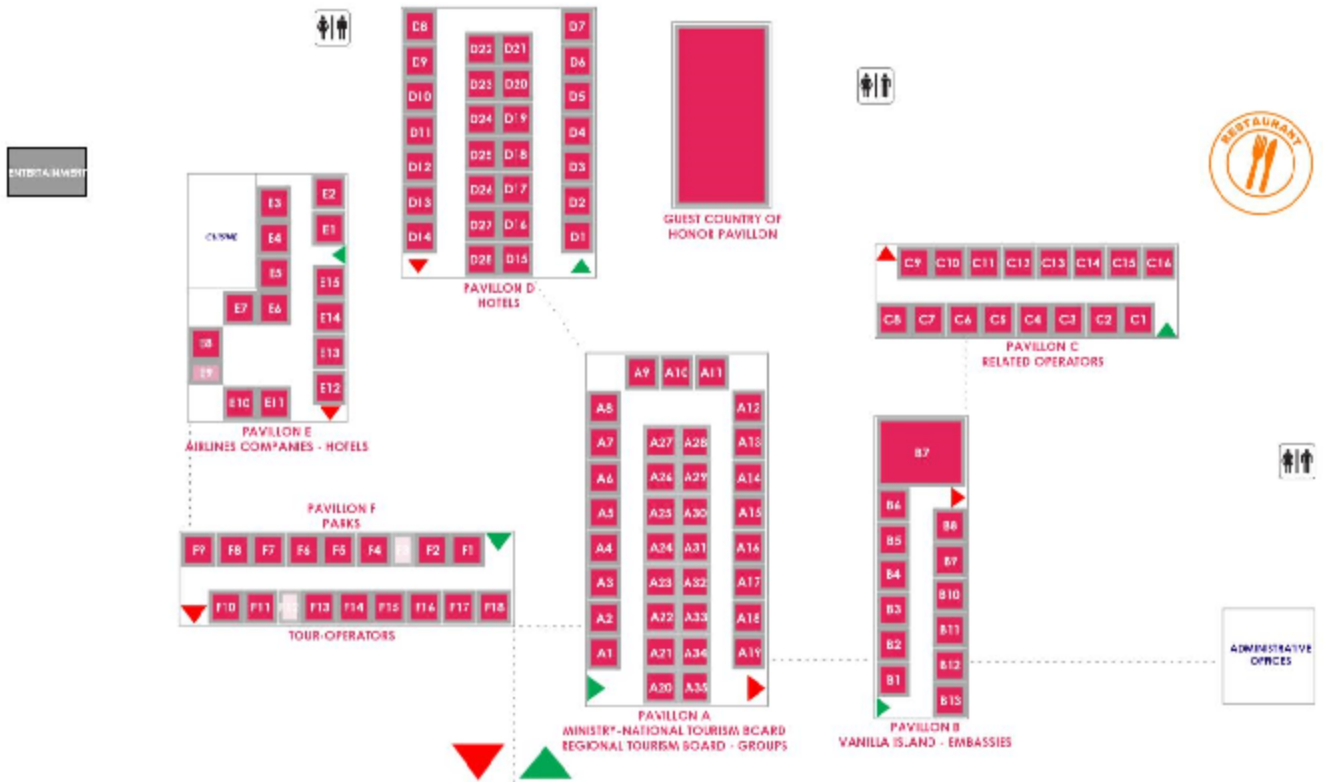 D8
D7
D22 D21
D9
D6
D23 D20
D10
D5
D24 D19
D11
D4
D25 D18
D12
D3
D26 D17
D13
D2
D27 D16
D14
D1
D28 D15
PAVILLON D
HOTELS
GUEST COUNTRY OF
HONOR PAVILLON
RESTAURANT
ENTERTAINMENT
CUISINE
E3
E2
E4
E1
E5
E15
E7 E6
E14
E8
E13
E9
E12
E10 E11
PAVILLON E
AIRLINES COMPANIES - HOTELS
C9 C10 C11 C12 C13 C14 C15 C16
C8 C7 C6 C5 C4 C3 C2 C1
PAVILLON C
RELATED OPERATORS
A9 A10 A11
A8
A12
A7
A27 A28
A13
A6
A26 A29
A14
A5
A25 A30
A15
A4
A24 A31
A16
A3
A23 A32
A17
A2
A22 A33
A18
A1
A21 A34
A19
A20 A35
PAVILLON A
MINISTRY-NATIONAL TOURISM BOARD
REGIONAL TOURISM BOARD - GROUPS
B7
B6
B8
B5
B9
B4
B10
B3
B11
B2
B12
B1
B13
PAVILLON B
VANILLA ISLAND - EMBASSIES
PAVILLON F
PARKS
F9 F8 F7 F6 F5 F4 F3 F2 F1
F10 F11 F12 F13 F14 F15 F16 F17 F18
TOUR-OPERATORS
ADMINISTRATIVE
OFFICES